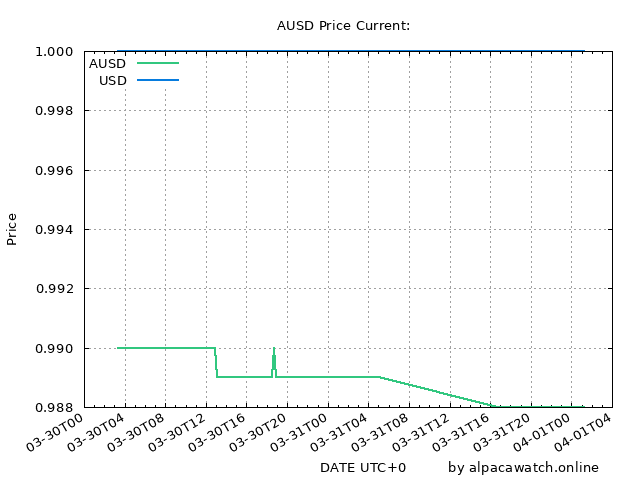 AUSD Price Current:
1.000
AUSD
USD
0.998
0.996
0.994
Price
0.992
0.990
0.988
03-30T00
03-30T04
03-30T08
03-30T12
03-30T16
03-30T20
03-31T00
03-31T04
03-31T08
03-31T12
03-31T16
03-31T20
04-01T00
04-01T04
DATE UTC+0 by alpacawatch.online